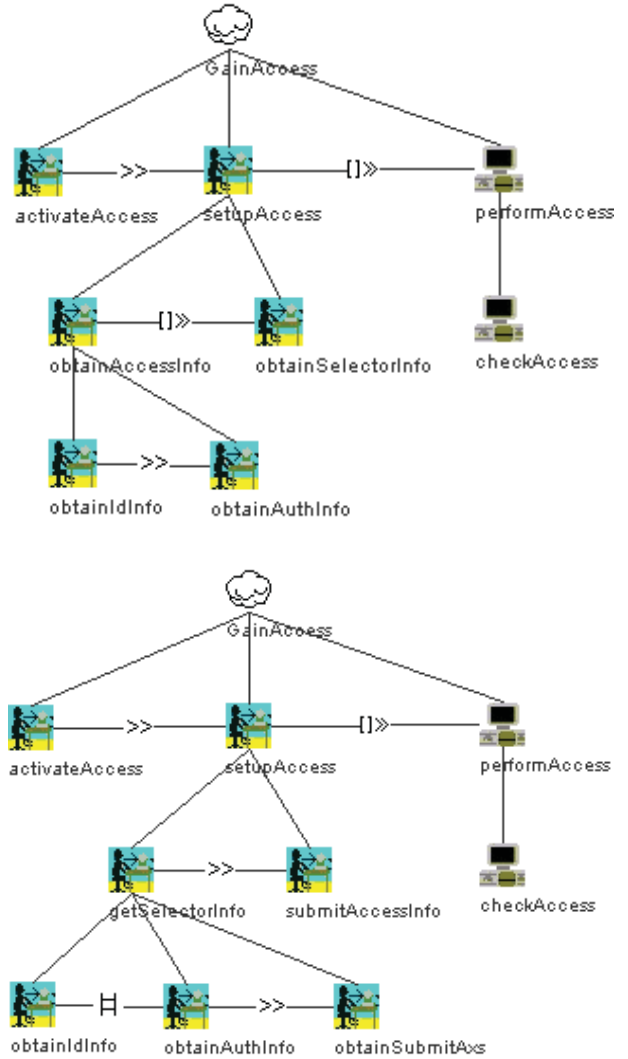 GainAccess
>> []>>
activateAccess setupAccess performAccess
[]>>
obtainAccessInfo obtainSelectorInfo checkAccess
>>
obtainIdInfo obtainAuthInfo
GainAccess
>> []>>
activateAccess setupAccess performAccess
>>
getSelectorInfo submitAccessInfo checkAccess
|=| >>
obtainIdInfo obtainAuthInfo obtainSubmitAxs